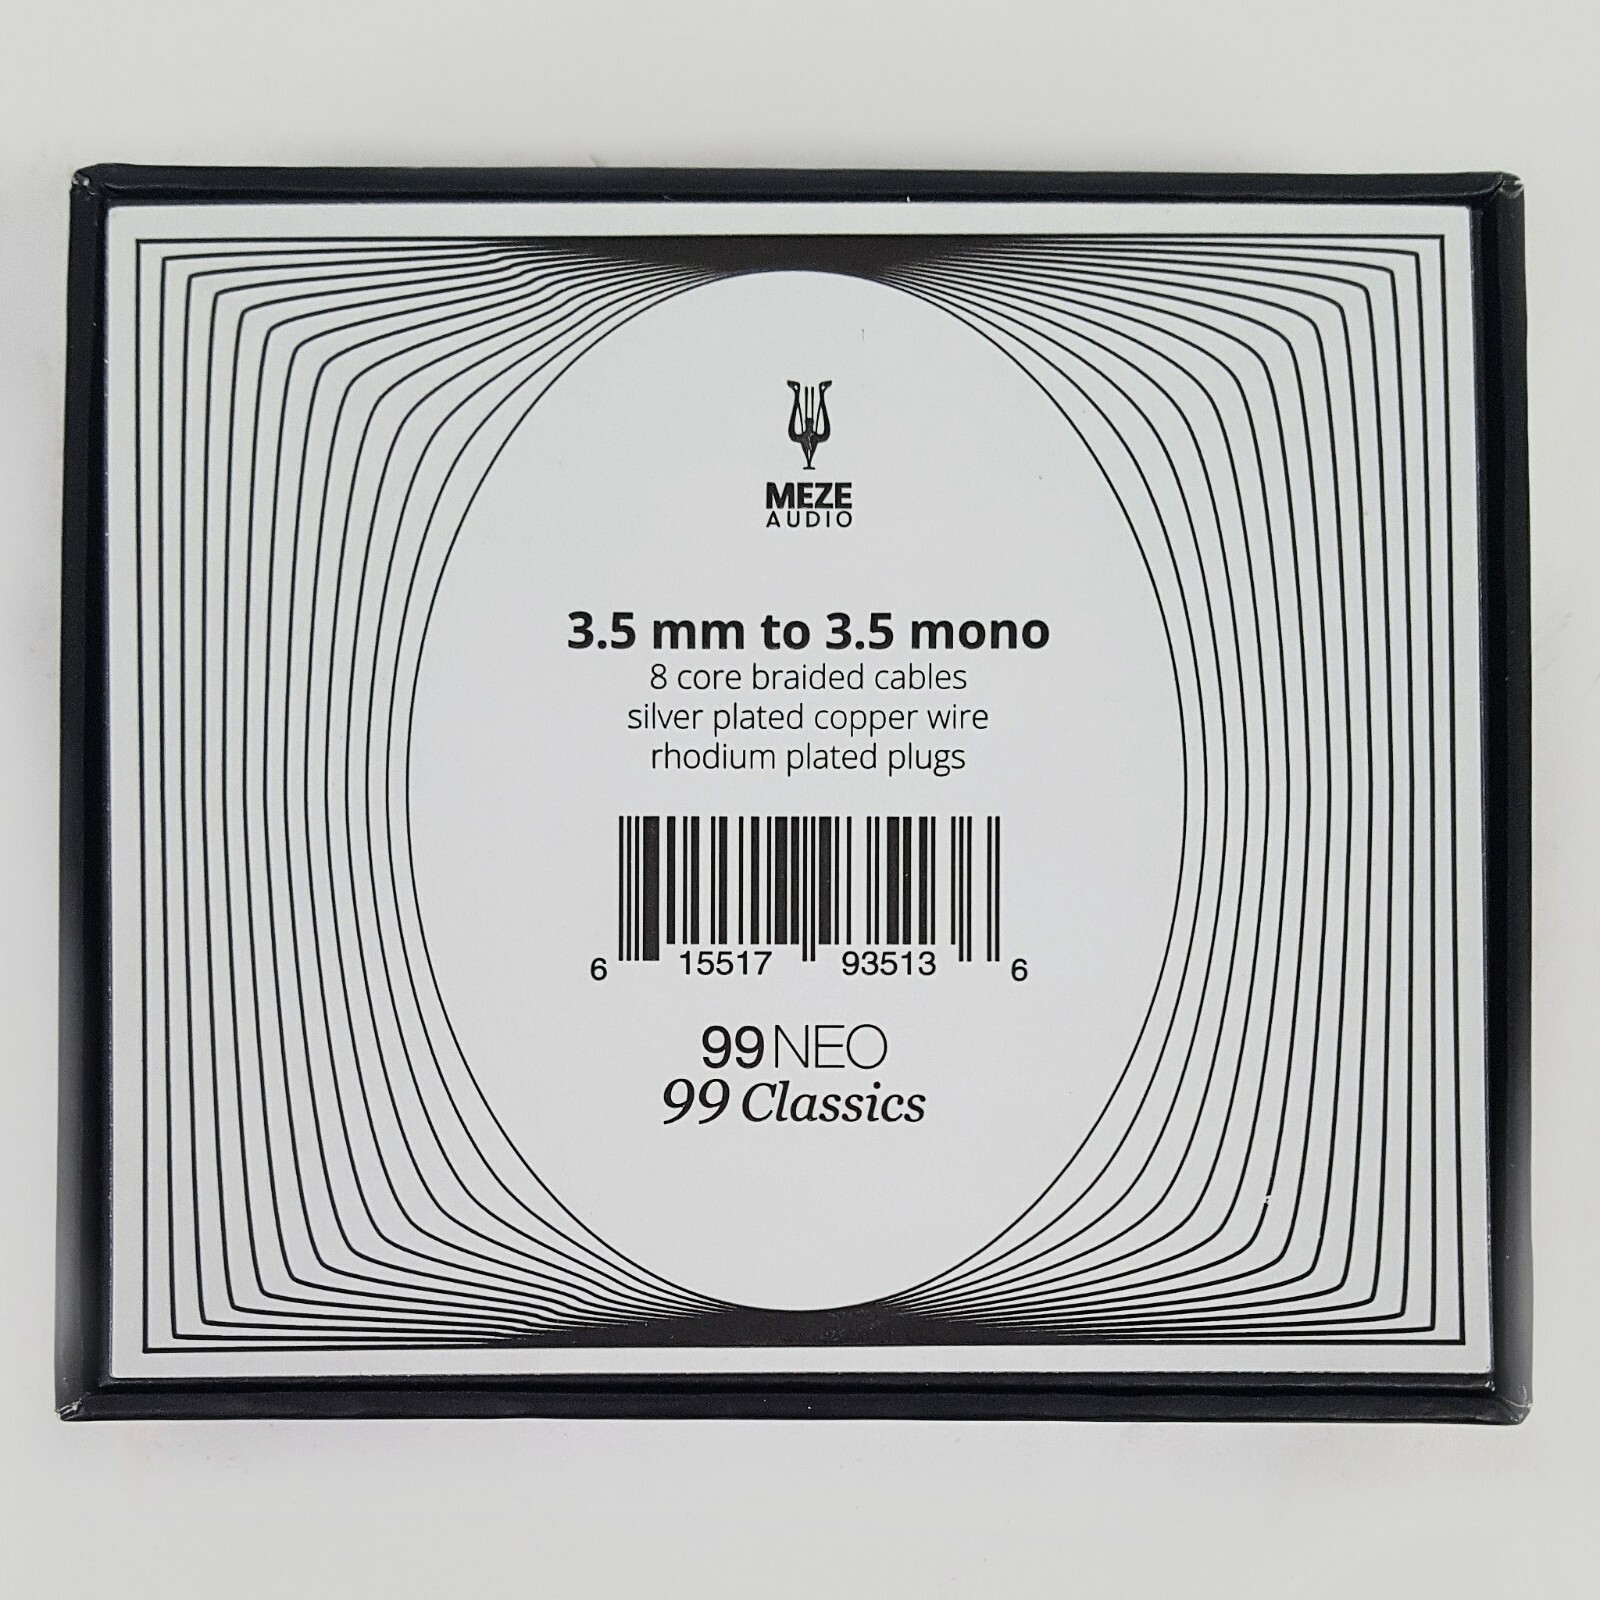 MEZE
AUDIO
3.5 mm to 3.5 mono
8 core braided cables
silver plated copper wire
rhodium plated plugs
6 15517 93513 6
99 NEO
99 Classics